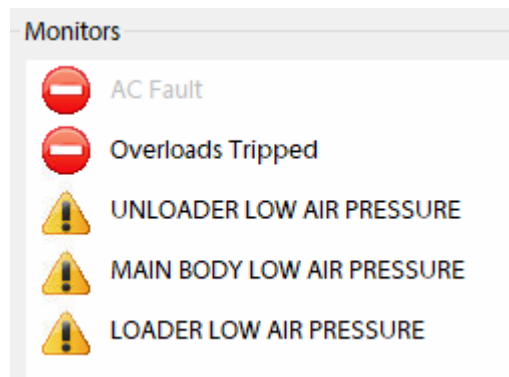 Monitors
AC Fault
Overloads Tripped
UNLOADER LOW AIR PRESSURE
MAIN BODY LOW AIR PRESSURE
LOADER LOW AIR PRESSURE